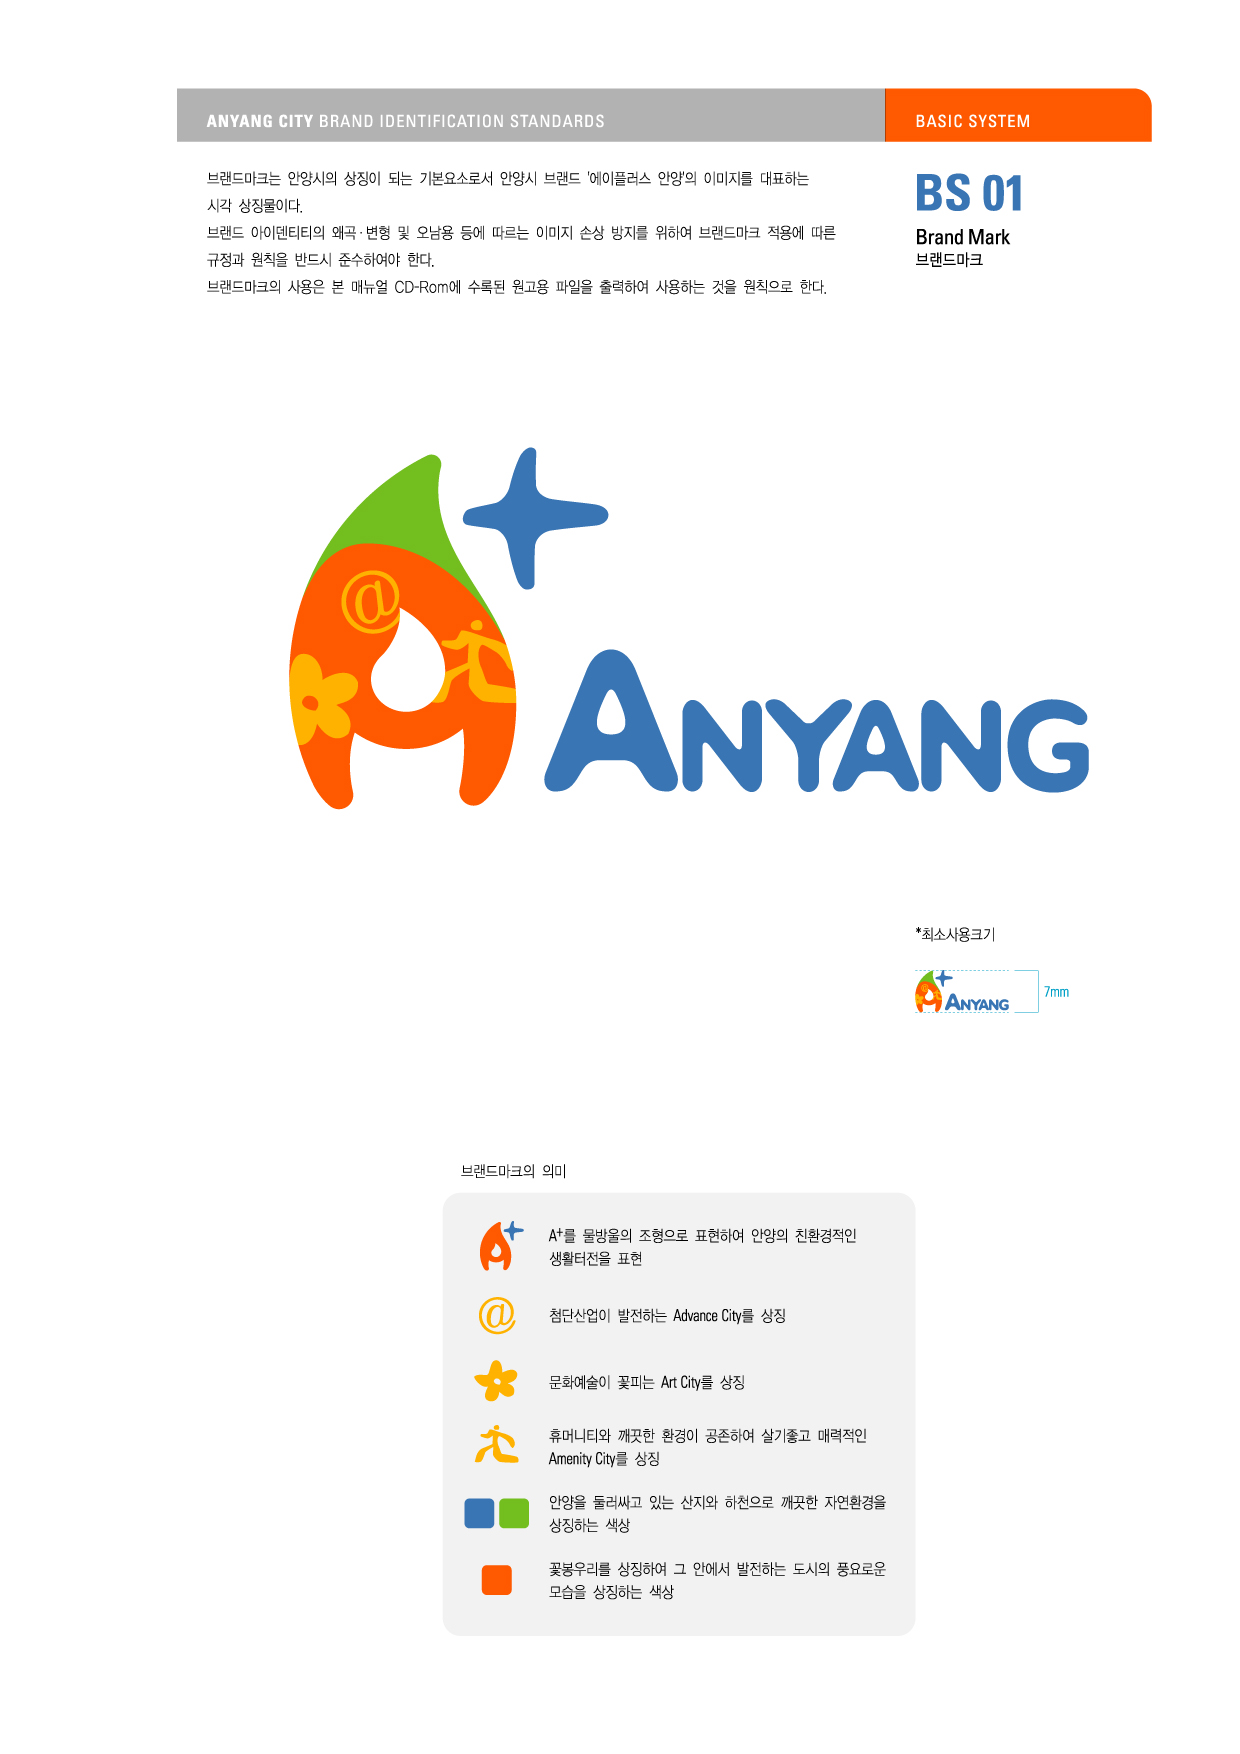 ANYANG CITY BRAND IDENTIFICATION STANDARDS
BASIC SYSTEM
브랜드마크는 안양시의 상징이 되는 기본요소로서 안양시 브랜드 '에이플러스 안양'의 이미지를 대표하는
시각 상징물이다.
브랜드 아이덴티티의 왜곡·변형 및 오남용 등에 따르는 이미지 손상 방지를 위하여 브랜드마크 적용에 따른
규정과 원칙을 반드시 준수하여야 한다.
브랜드마크의 사용은 본 매뉴얼 CD-Rom에 수록된 원고용 파일을 출력하여 사용하는 것을 원칙으로 한다.
BS 01
Brand Mark
브랜드마크
@
ANYANG
*최소사용크기
ANYANG
7mm
브랜드마크의 의미
A+를 물방울의 조형으로 표현하여 안양의 친환경적인
생활터전을 표현
@
첨단산업이 발전하는 Advance City를 상징
문화예술이 꽃피는 Art City를 상징
휴머니티와 깨끗한 환경이 공존하여 살기좋고 매력적인
Amenity City를 상징
안양을 둘러싸고 있는 산지와 하천으로 깨끗한 자연환경을
상징하는 색상
꽃봉우리를 상징하여 그 안에서 발전하는 도시의 풍요로운
모습을 상징하는 색상